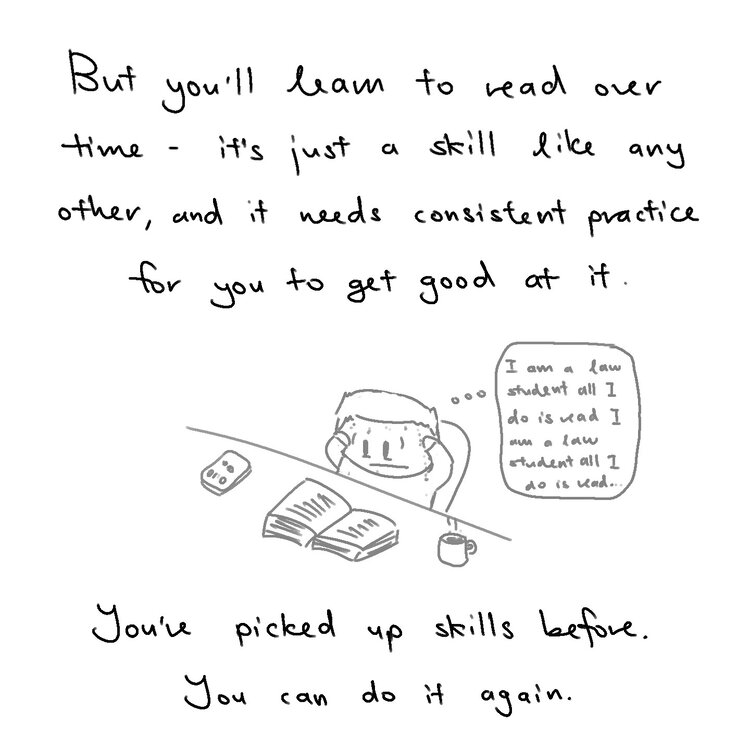 But you'll learn to read over
time - it's just a skill like any
other, and it needs consistent practice
for you to get good at it.
I am a law
student all I
do is read I
am a law
student all I
do is read...
You've picked up skills before.
You can do it again.